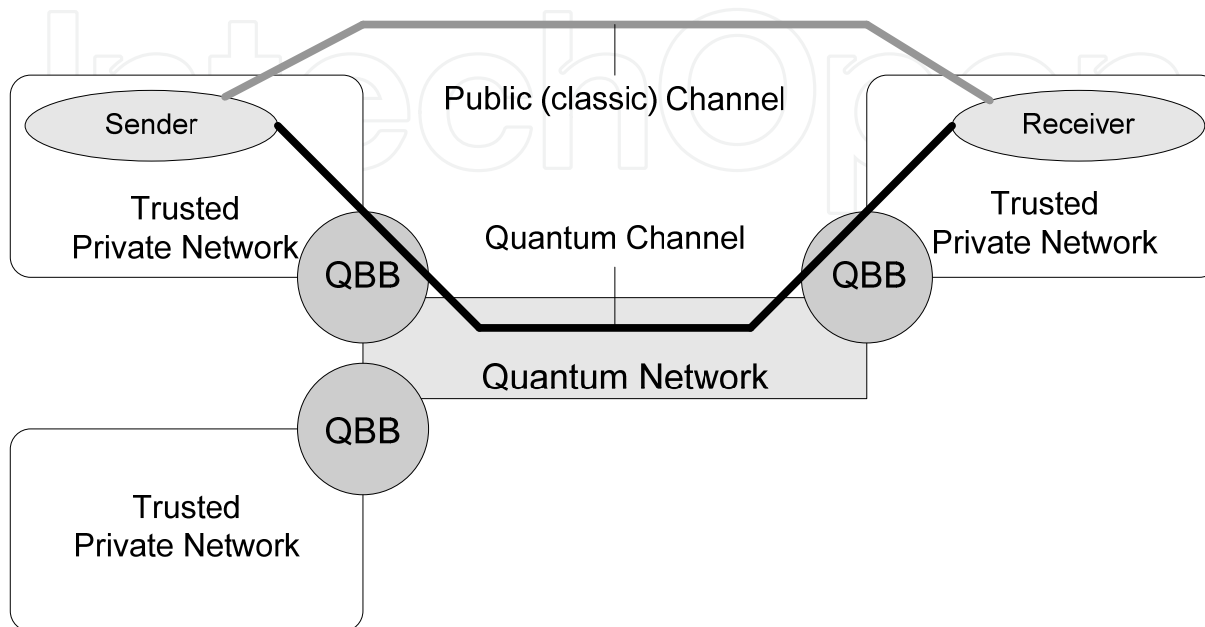 IntechOpen
Public (classic) Channel
Sender
Receiver
Trusted
Private Network
Trusted
Private Network
Quantum Channel
QBB
QBB
Quantum Network
QBB
Trusted
Private Network